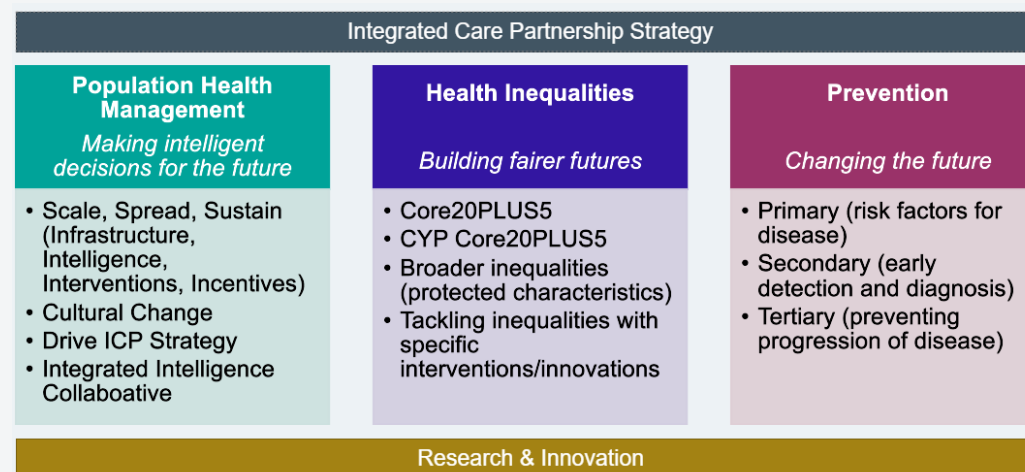 Integrated Care Partnership Strategy
Population Health
Management
Making intelligent
decisions for the future
• Scale, Spread, Sustain
(Infrastructure,
Intelligence,
Interventions, Incentives)
• Cultural Change
• Drive ICP Strategy
• Integrated Intelligence
Collaboative
Health Inequalities
Building fairer futures
• Core20PLUS5
• CYP Core20PLUS5
• Broader inequalities
(protected characteristics)
• Tackling inequalities with
specific
interventions/innovations
Prevention
Changing the future
• Primary (risk factors for
disease)
• Secondary (early
detection and diagnosis)
• Tertiary (preventing
progression of disease)
Research & Innovation